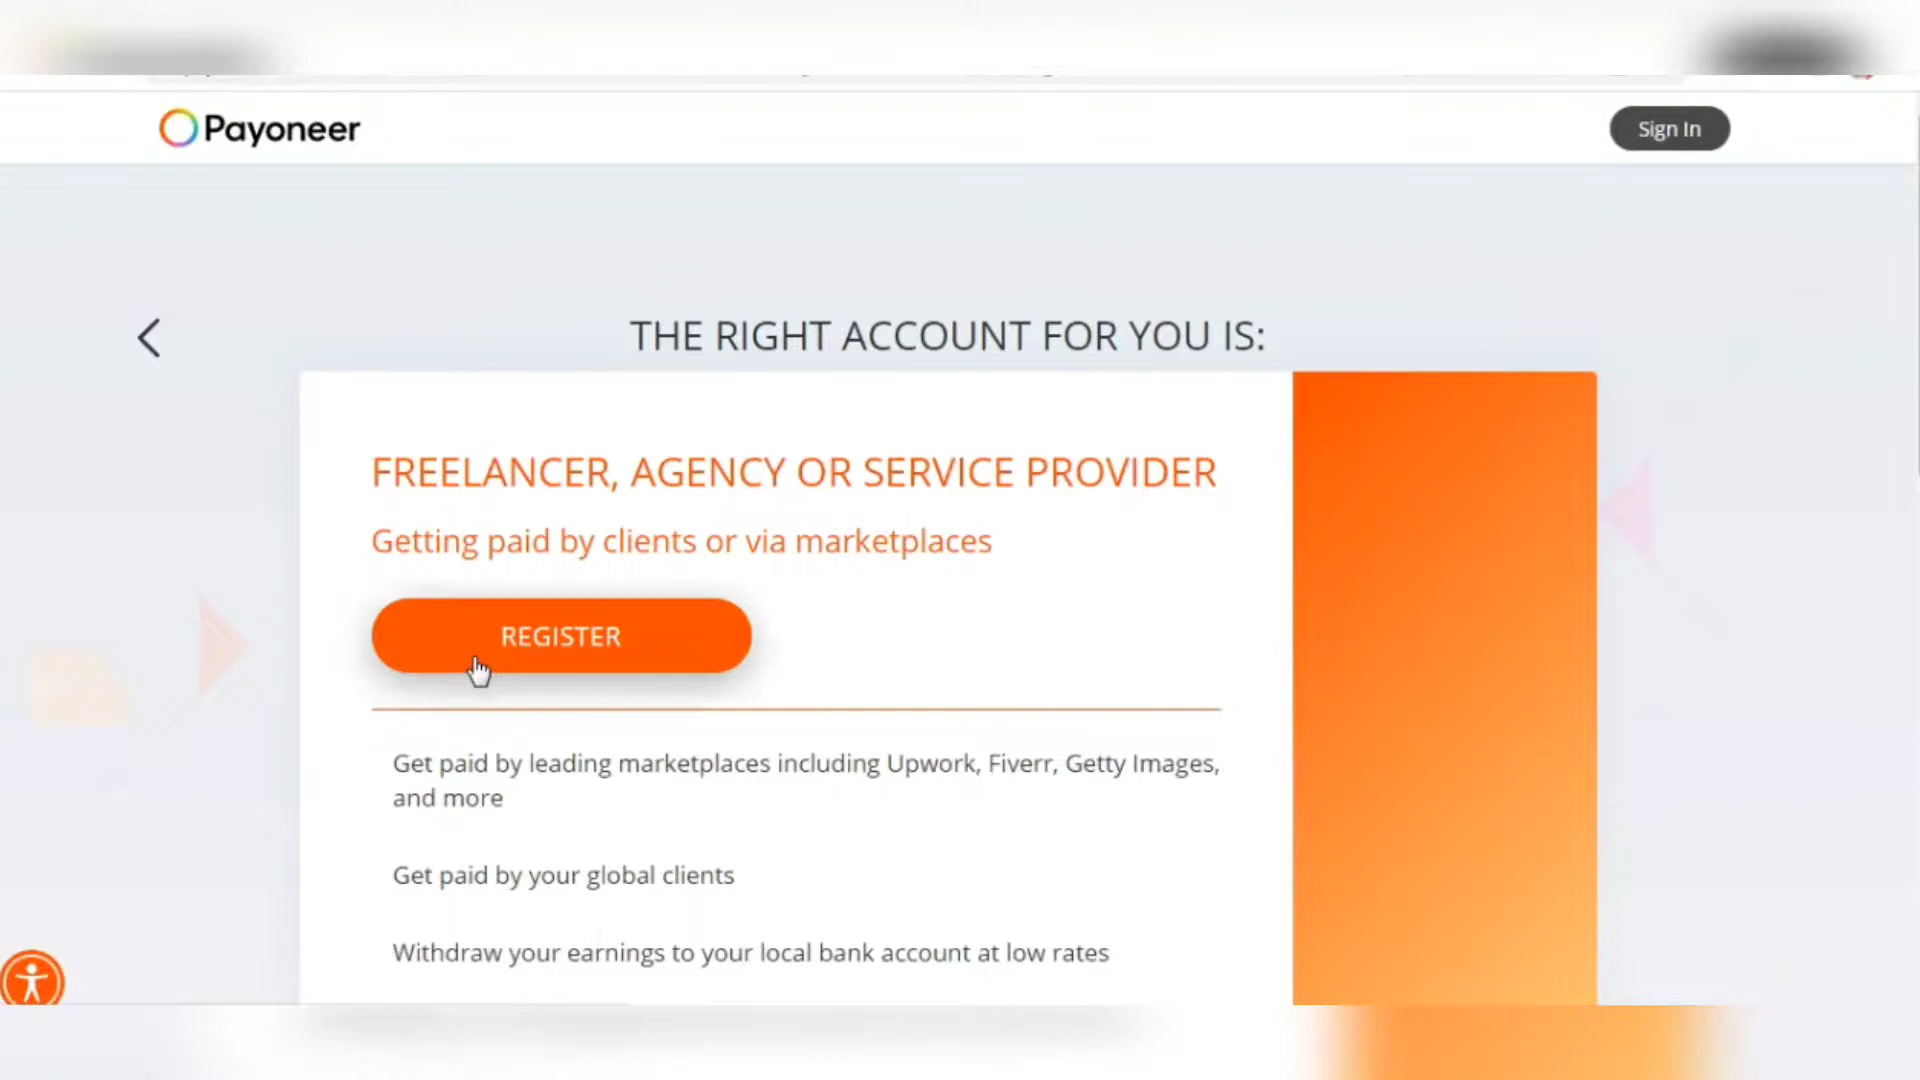 Payoneer
Sign In
THE RIGHT ACCOUNT FOR YOU IS:
FREELANCER, AGENCY OR SERVICE PROVIDER
Getting paid by clients or via marketplaces
REGISTER
Get paid by leading marketplaces including Upwork, Fiverr, Getty Images,
and more
Get paid by your global clients
Withdraw your earnings to your local bank account at low rates